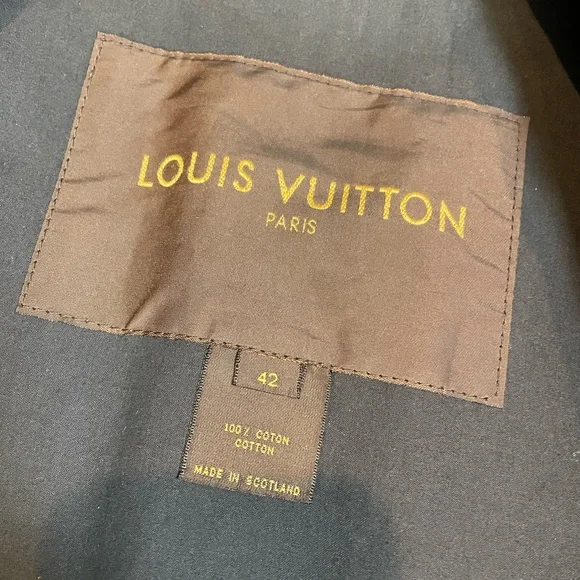 LOUIS VUITTON
PARIS
42
100% COTON
COTTON
MADE IN SCOTLAND